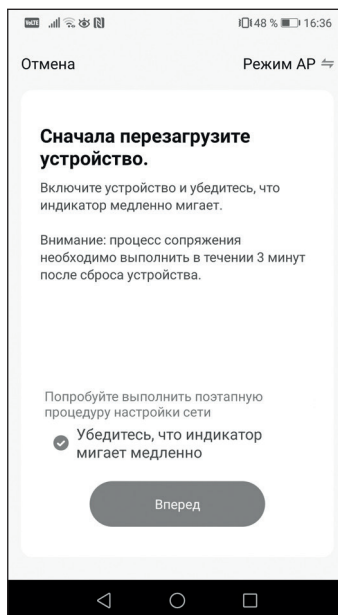 VoLTE 48 % 16:36
Отмена Режим AP
Сначала перезагрузите
устройство.
Включите устройство и убедитесь, что
индикатор медленно мигает.
Внимание: процесс сопряжения
необходимо выполнить в течении 3 минут
после сброса устройства.
Попробуйте выполнить поэтапную
процедуру настройки сети
Убедитесь, что индикатор
мигает медленно
Вперед